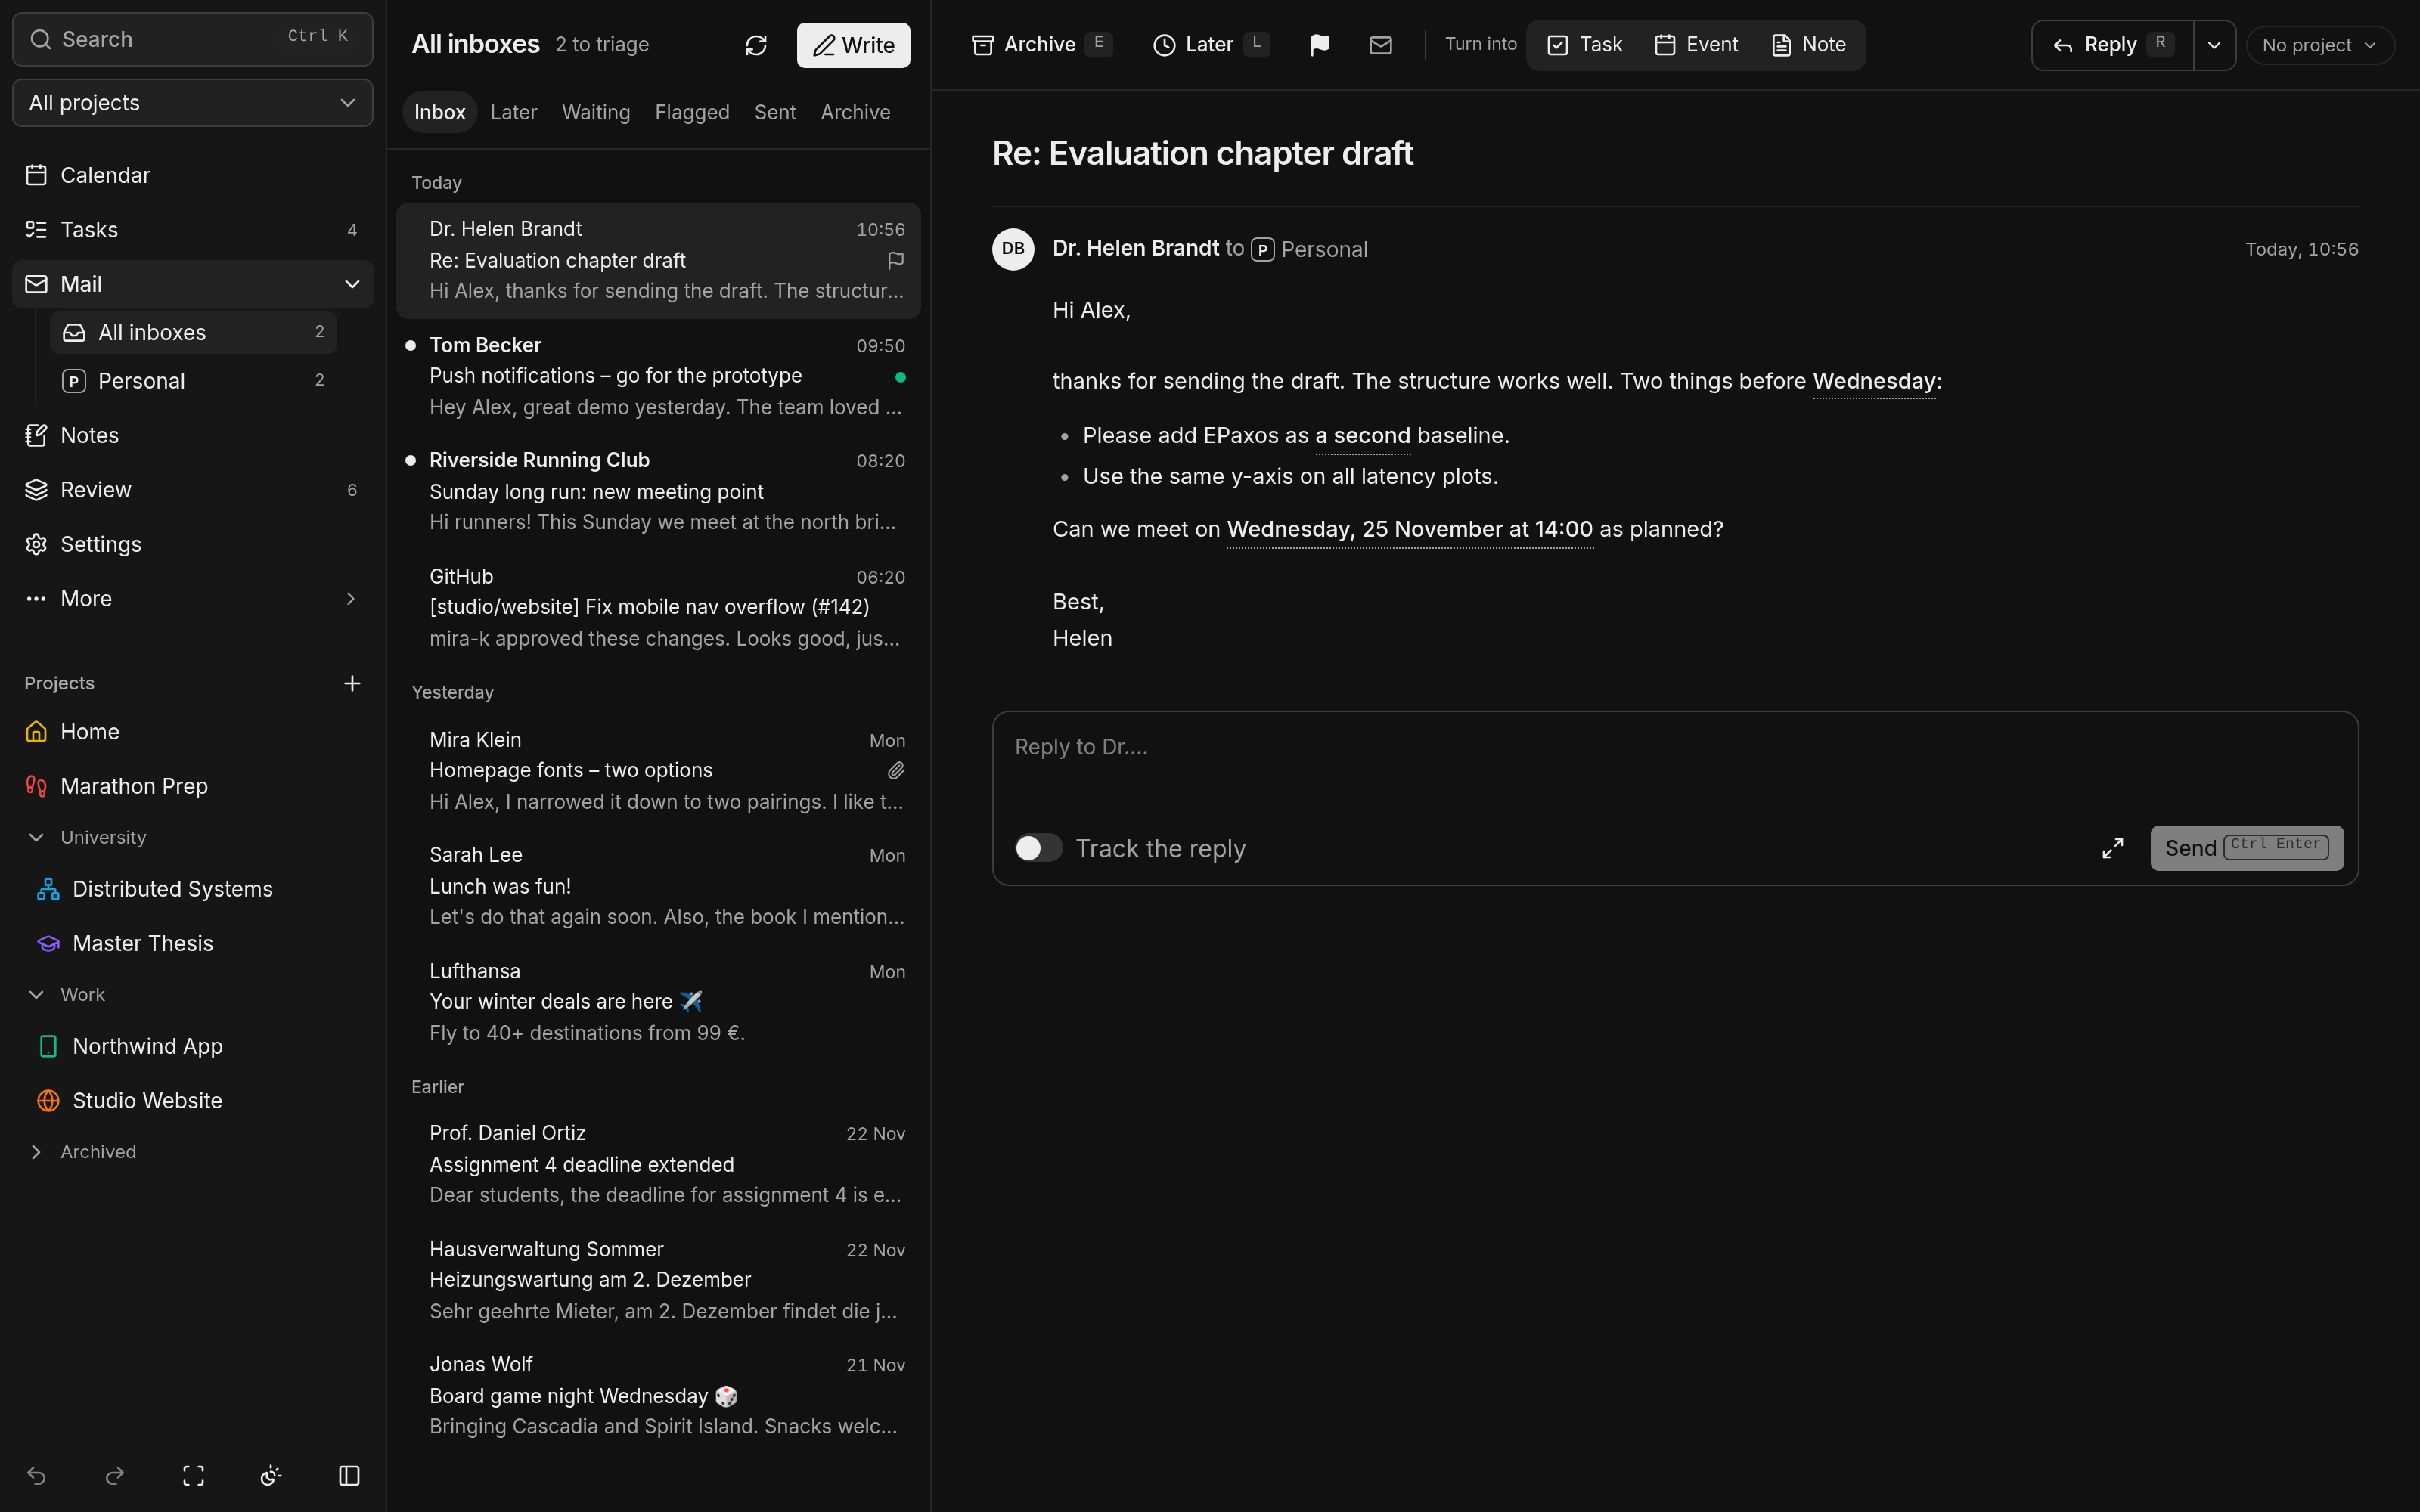 Search Ctrl K
All projects
Calendar
Tasks 4
Mail
All inboxes 2
P Personal 2
Notes
Review 6
Settings
More
Projects
Home
Marathon Prep
University
Distributed Systems
Master Thesis
Work
Northwind App
Studio Website
Archived
All inboxes 2 to triage Write
Inbox Later Waiting Flagged Sent Archive
Today
Dr. Helen Brandt 10:56
Re: Evaluation chapter draft
Hi Alex, thanks for sending the draft. The structur...
Tom Becker 09:50
Push notifications – go for the prototype
Hey Alex, great demo yesterday. The team loved ...
Riverside Running Club 08:20
Sunday long run: new meeting point
Hi runners! This Sunday we meet at the north bri...
GitHub 06:20
[studio/website] Fix mobile nav overflow (#142)
mira-k approved these changes. Looks good, jus...
Yesterday
Mira Klein Mon
Homepage fonts – two options
Hi Alex, I narrowed it down to two pairings. I like t...
Sarah Lee Mon
Lunch was fun!
Let's do that again soon. Also, the book I mention...
Lufthansa Mon
Your winter deals are here ✈️
Fly to 40+ destinations from 99 €.
Earlier
Prof. Daniel Ortiz 22 Nov
Assignment 4 deadline extended
Dear students, the deadline for assignment 4 is e...
Hausverwaltung Sommer 22 Nov
Heizungswartung am 2. Dezember
Sehr geehrte Mieter, am 2. Dezember findet die j...
Jonas Wolf 21 Nov
Board game night Wednesday 🎲
Bringing Cascadia and Spirit Island. Snacks welc...
Archive E Later L Turn into Task Event Note Reply R No project
Re: Evaluation chapter draft
DB Dr. Helen Brandt to P Personal Today, 10:56
Hi Alex,
thanks for sending the draft. The structure works well. Two things before Wednesday:
• Please add EPaxos as a second baseline.
• Use the same y-axis on all latency plots.
Can we meet on Wednesday, 25 November at 14:00 as planned?
Best,
Helen
Reply to Dr....
Track the reply Send Ctrl Enter